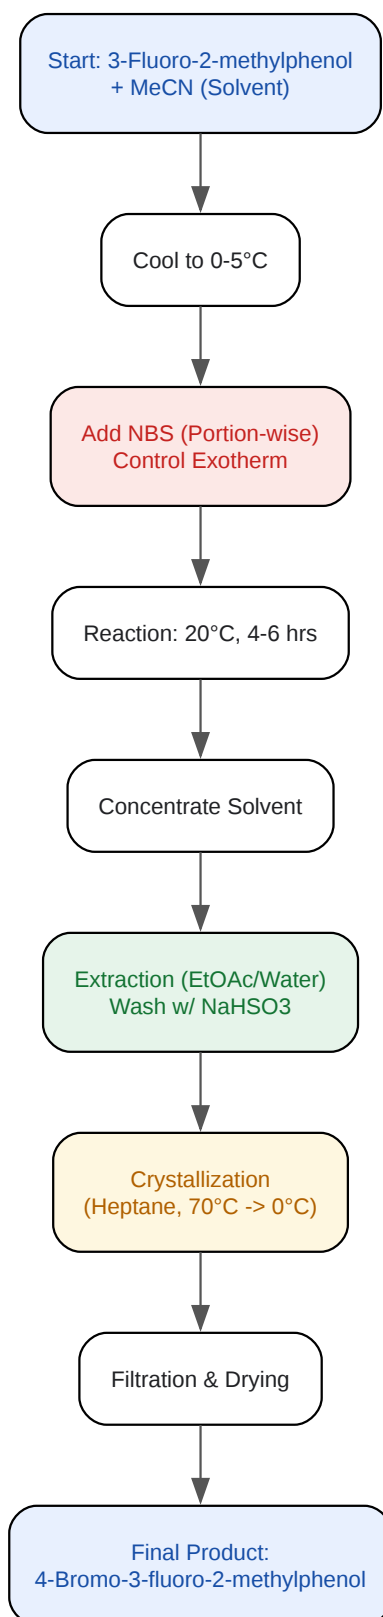 Start: 3-Fluoro-2-methylphenol
+ MeCN (Solvent)
Cool to 0-5°C
Add NBS (Portion-wise)
Control Exotherm
Reaction: 20°C, 4-6 hrs
Concentrate Solvent
Extraction (EtOAc/Water)
Wash w/ NaHSO3
Crystallization
(Heptane, 70°C -> 0°C)
Filtration & Drying
Final Product:
4-Bromo-3-fluoro-2-methylphenol